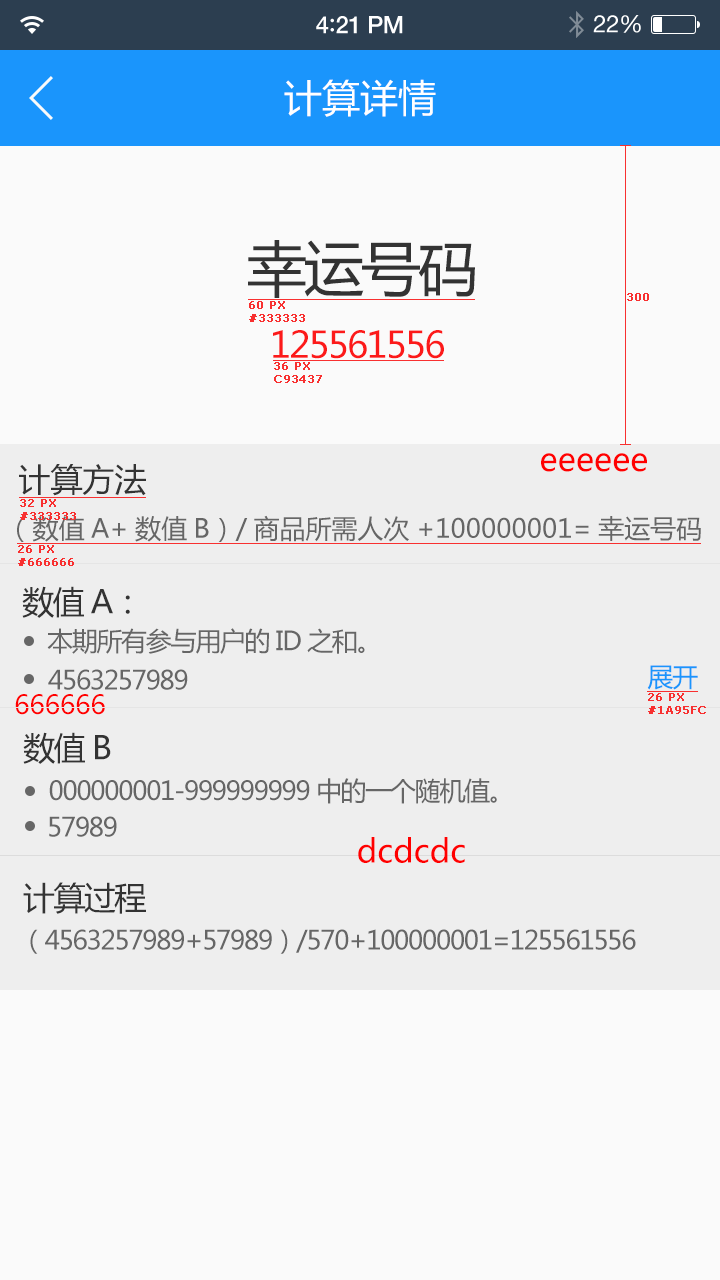 4:21 PM
22%
计算详情
幸运号码
60 PX
#333333
300
125561556
36 PX
C93437
eeeeee
计算方法
32 PX
#333333
（数值 A+ 数值 B）/ 商品所需人次 +100000001= 幸运号码
26 PX
#666666
数值 A：
• 本期所有参与用户的 ID 之和。
• 4563257989
展开
26 PX
#1A95FC
666666
数值 B
• 000000001-999999999 中的一个随机值。
• 57989
dcdcdc
计算过程
（4563257989+57989）/570+100000001=125561556